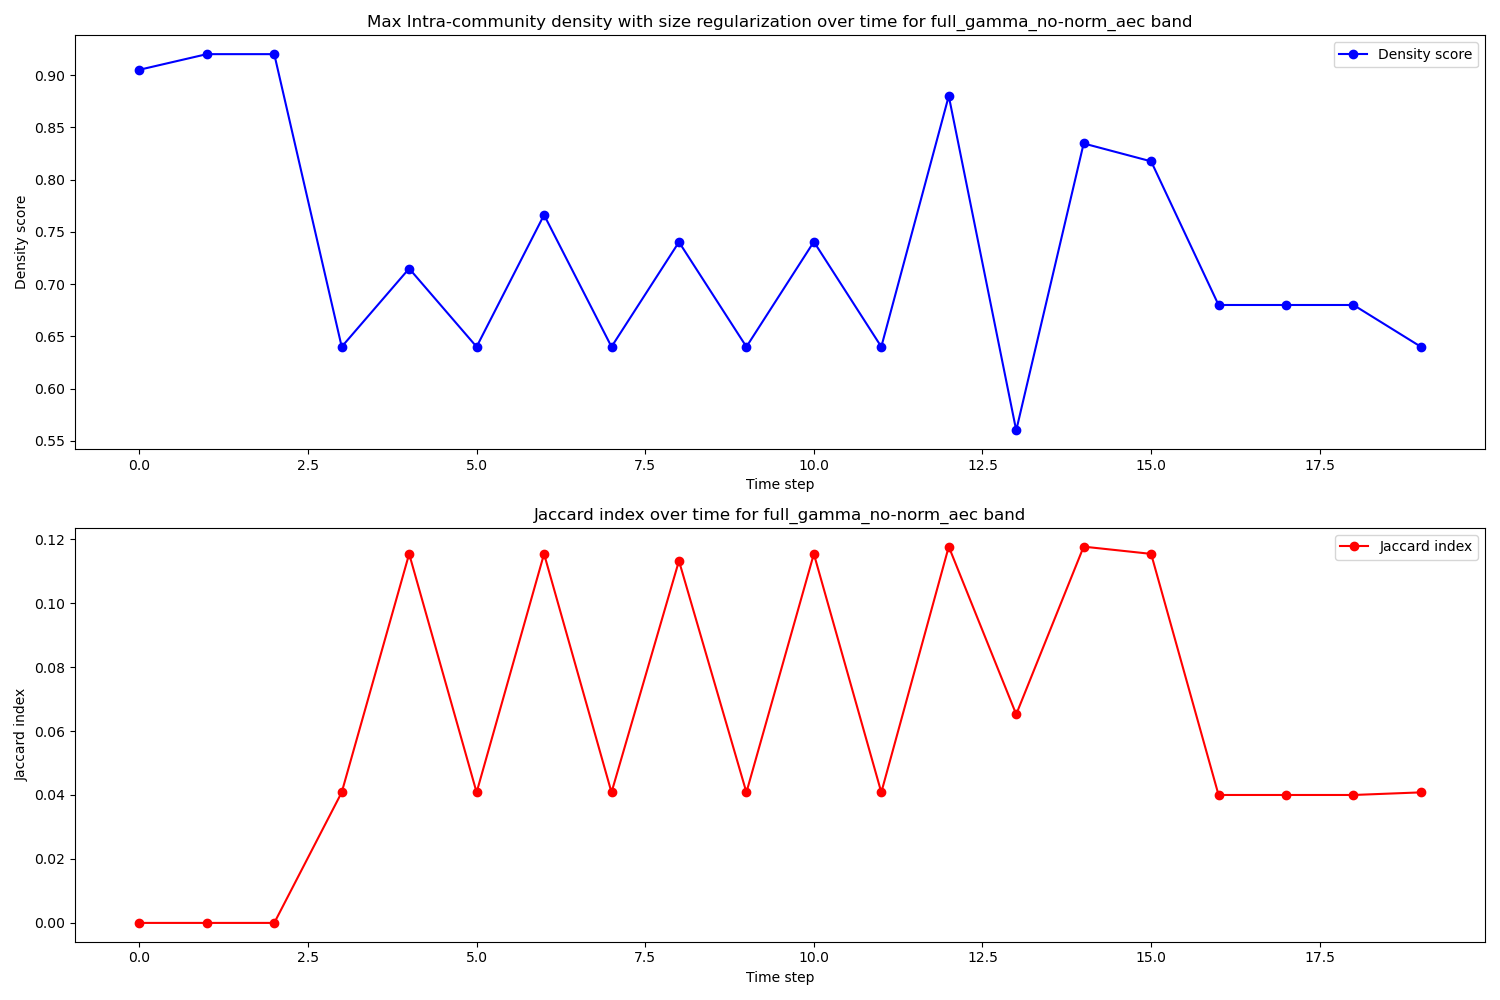 Max Intra-community density with size regularization over time for full_gamma_no-norm_aec band
Density score
0.90
0.85
0.80
0.75
0.70
0.65
0.60
0.55
Density score
0.0 2.5 5.0 7.5 10.0 12.5 15.0 17.5
Time step
Jaccard index over time for full_gamma_no-norm_aec band
Jaccard index
0.12
0.10
0.08
0.06
0.04
0.02
0.00
Jaccard index
0.0 2.5 5.0 7.5 10.0 12.5 15.0 17.5
Time step